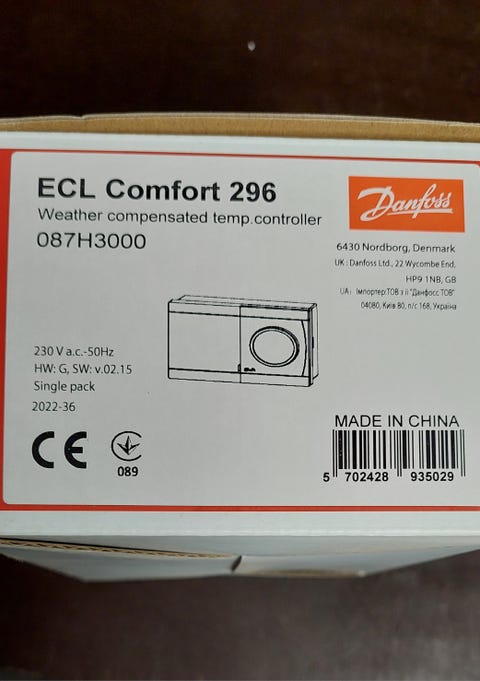 ECL Comfort 296
Weather compensated temp.controller
087H3000
Danfoss
6430 Nordborg, Denmark
UK : Danfoss Ltd., 22 Wycombe End,
HP9 1NB, GB
UA: Імпортер:ТОВ з іі "Данфосс ТОВ"
04080, Київ 80, п/с 168, Україна
230 V a.c.-50Hz
HW: G, SW: v.02.15
Single pack
2022-36
CE
089
MADE IN CHINA
5 702428 935029